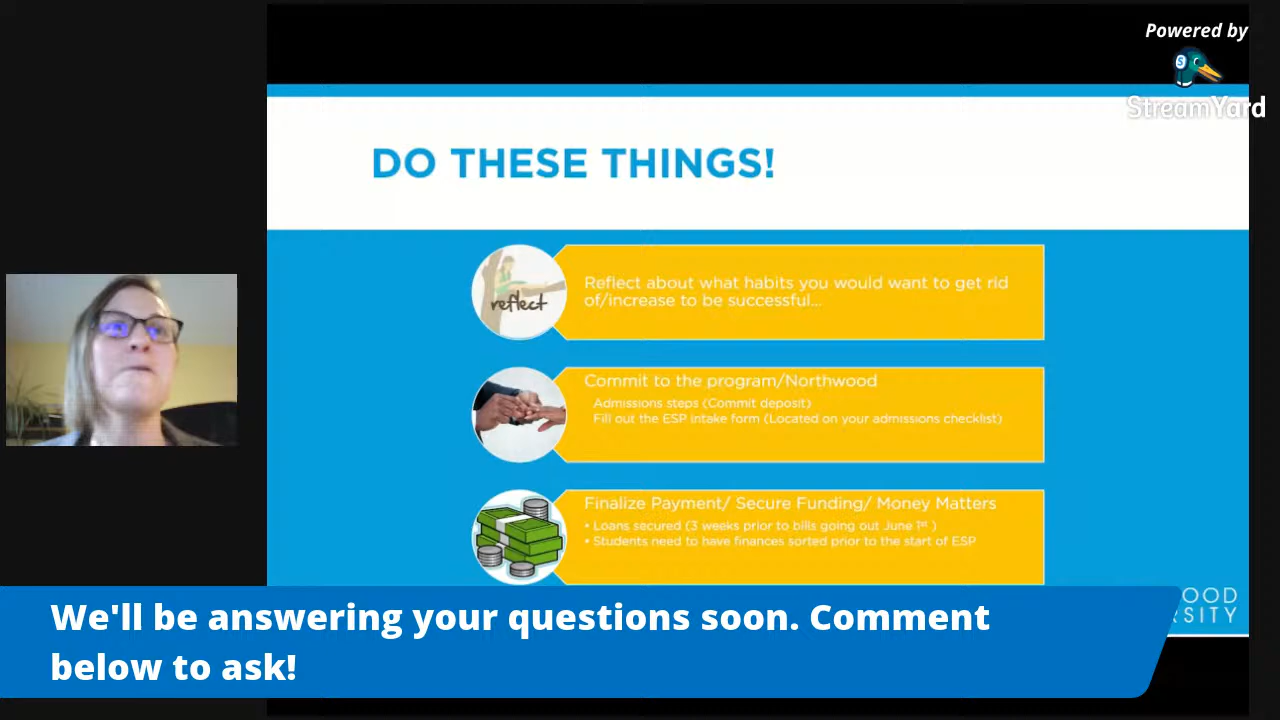 Powered by
StreamYard
DO THESE THINGS!
reflect
Reflect about what habits you would want to get rid
of/increase to be successful...
Commit to the program/Northwood
Admissions steps (Commit deposit)
Fill out the ESP intake form (Located on your admissions checklist)
Finalize Payment/ Secure Funding/ Money Matters
• Loans secured (3 weeks prior to bills going out June 1st )
• Students need to have finances sorted prior to the start of ESP
OOD
RSITY
We'll be answering your questions soon. Comment
below to ask!